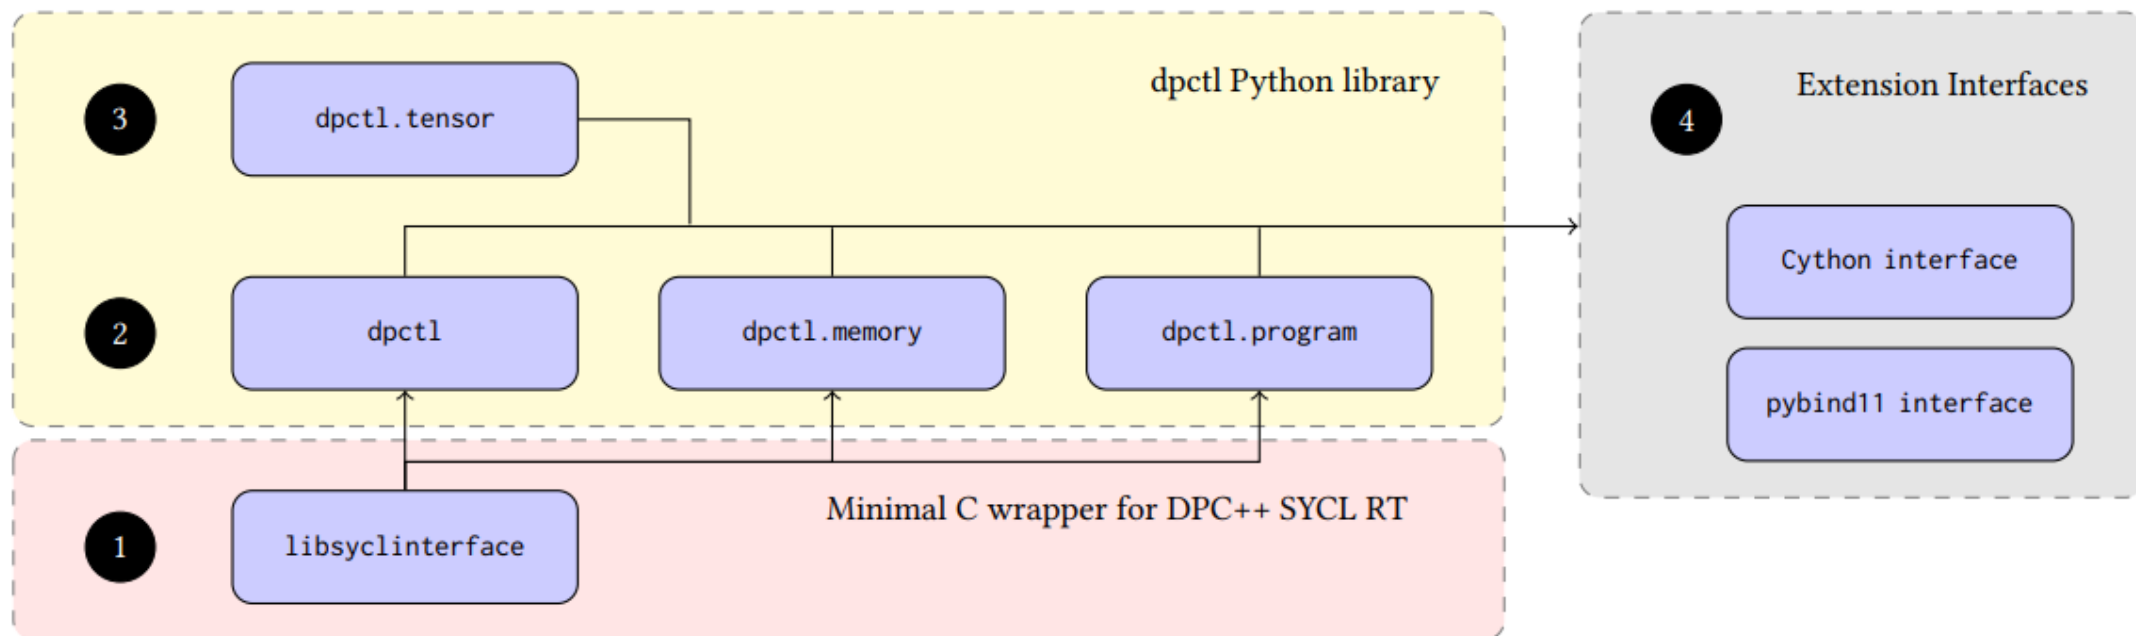 dpctl Python library
3
dpctl.tensor
2
dpctl
dpctl.memory
dpctl.program
Minimal C wrapper for DPC++ SYCL RT
1
libsyclinterface
Extension Interfaces
4
Cython interface
pybind11 interface